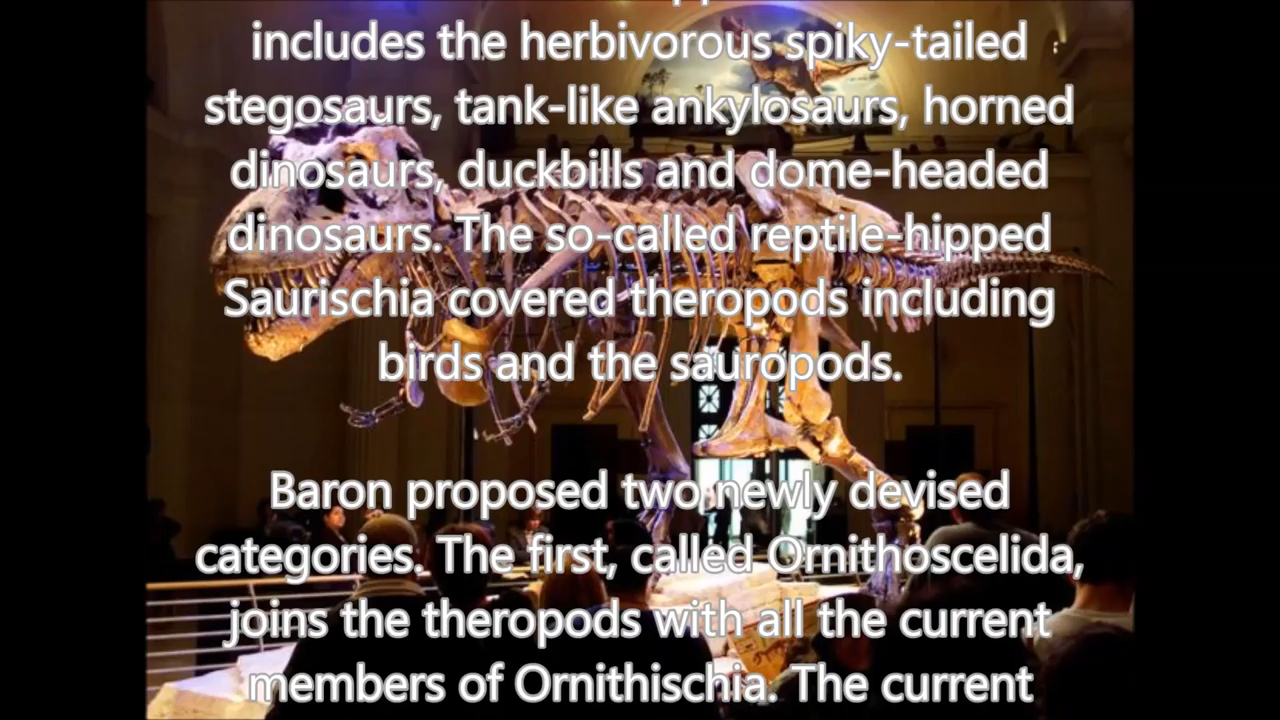 includes the herbivorous spiky-tailed
stegosaurs, tank-like ankylosaurs, horned
dinosaurs, duckbills and dome-headed
dinosaurs. The so-called reptile-hipped
Saurischia covered theropods including
birds and the sauropods.
Baron proposed two newly devised
categories. The first, called Ornithoscelida,
joins the theropods with all the current
members of Ornithischia. The current